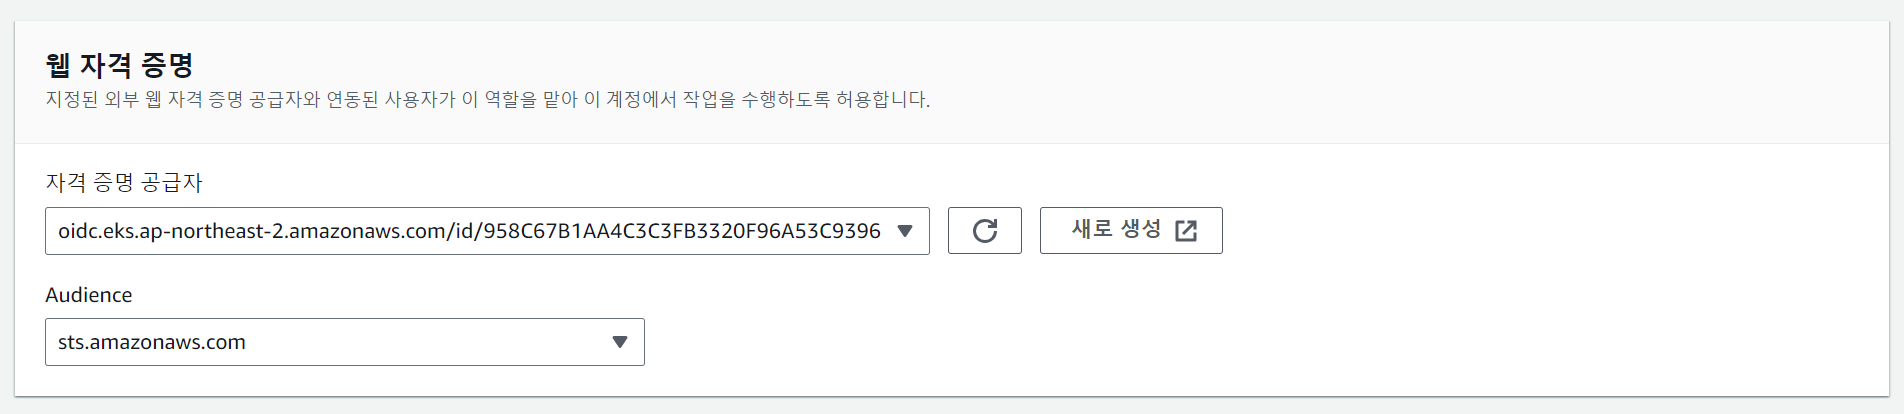 웹 자격 증명
지정된 외부 웹 자격 증명 공급자와 연동된 사용자가 이 역할을 맡아 이 계정에서 작업을 수행하도록 허용합니다.
자격 증명 공급자
oidc.eks.ap-northeast-2.amazonaws.com/id/958C67B1AA4C3C3FB3320F96A53C9396
새로 생성
Audience
sts.amazonaws.com